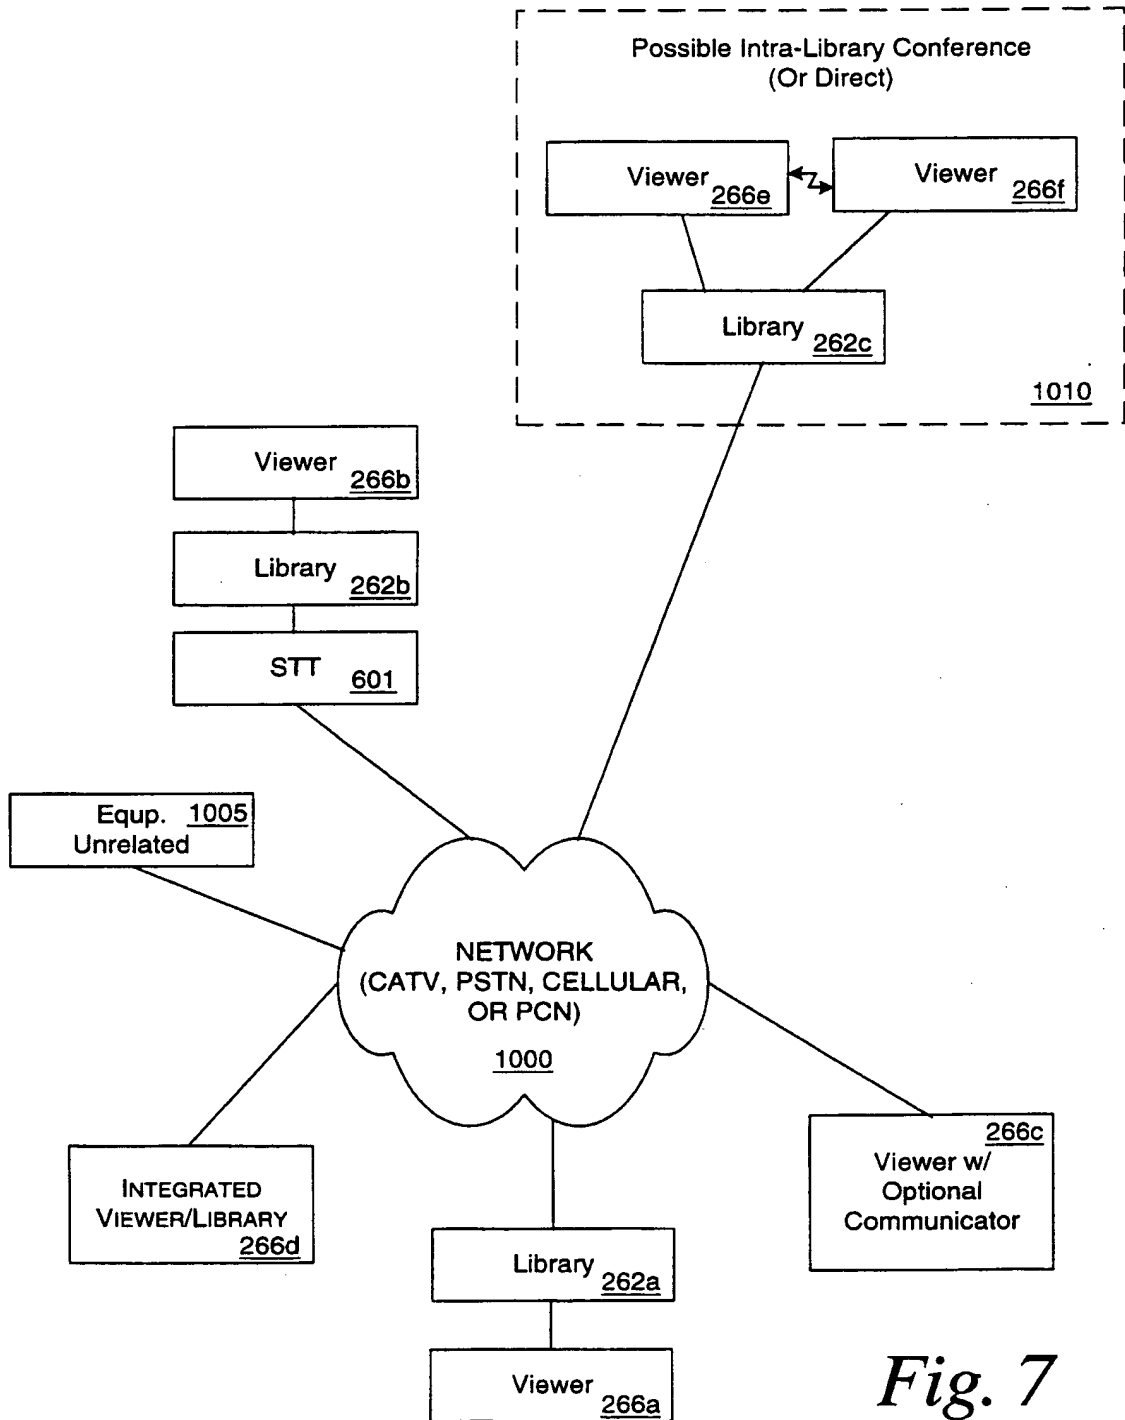 Possible Intra-Library Conference
(Or Direct)
Viewer 266e
Viewer 266f
Library 262c
1010
Viewer 266b
Library 262b
STT 601
Equp. 1005
Unrelated
NETWORK
(CATV, PSTN, CELLULAR,
OR PCN)
1000
266c
Viewer w/
Optional
Communicator
INTEGRATED
VIEWER/LIBRARY
266d
Library 262a
Viewer 266a
Fig. 7